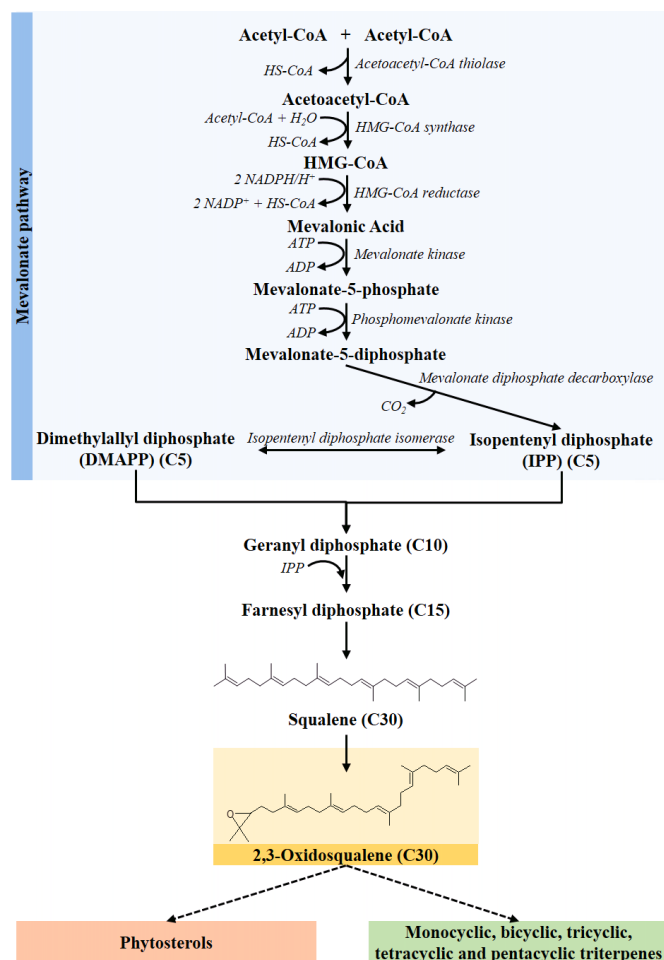 Mevalonate pathway
Acetyl-CoA + Acetyl-CoA
HS-CoA
Acetoacetyl-CoA thiolase
Acetoacetyl-CoA
Acetyl-CoA + H₂O
HMG-CoA synthase
HS-CoA
HMG-CoA
2 NADPH/H⁺
HMG-CoA reductase
2 NADP⁺ + HS-CoA
Mevalonic Acid
ATP
Mevalonate kinase
ADP
Mevalonate-5-phosphate
ATP
Phosphomevalonate kinase
ADP
Mevalonate-5-diphosphate
Mevalonate diphosphate decarboxylase
CO₂
Dimethylallyl diphosphate
(DMAPP) (C5)
Isopentenyl diphosphate isomerase
Isopentenyl diphosphate
(IPP) (C5)
Geranyl diphosphate (C10)
IPP
Farnesyl diphosphate (C15)
Squalene (C30)
O
2,3-Oxidosqualene (C30)
Phytosterols
Monocyclic, bicyclic, tricyclic,
tetracyclic and pentacyclic triterpenes